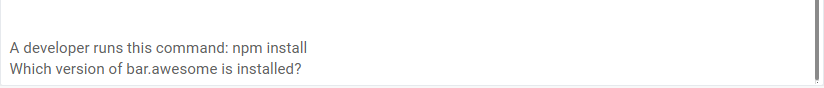 A developer runs this command: npm install
Which version of bar.awesome is installed?